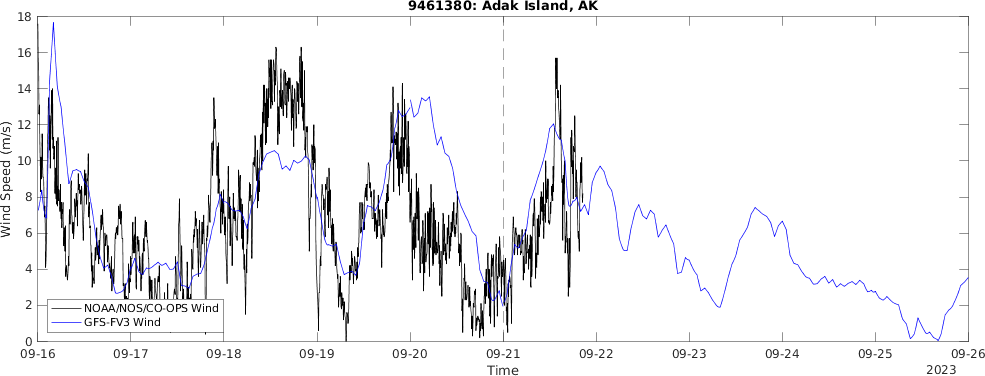 9461380: Adak Island, AK
Wind Speed (m/s)
18
16
14
12
10
8
6
4
2
0
NOAA/NOS/CO-OPS Wind
GFS-FV3 Wind
09-16 09-17 09-18 09-19 09-20 09-21 09-22 09-23 09-24 09-25 09-26
Time
2023